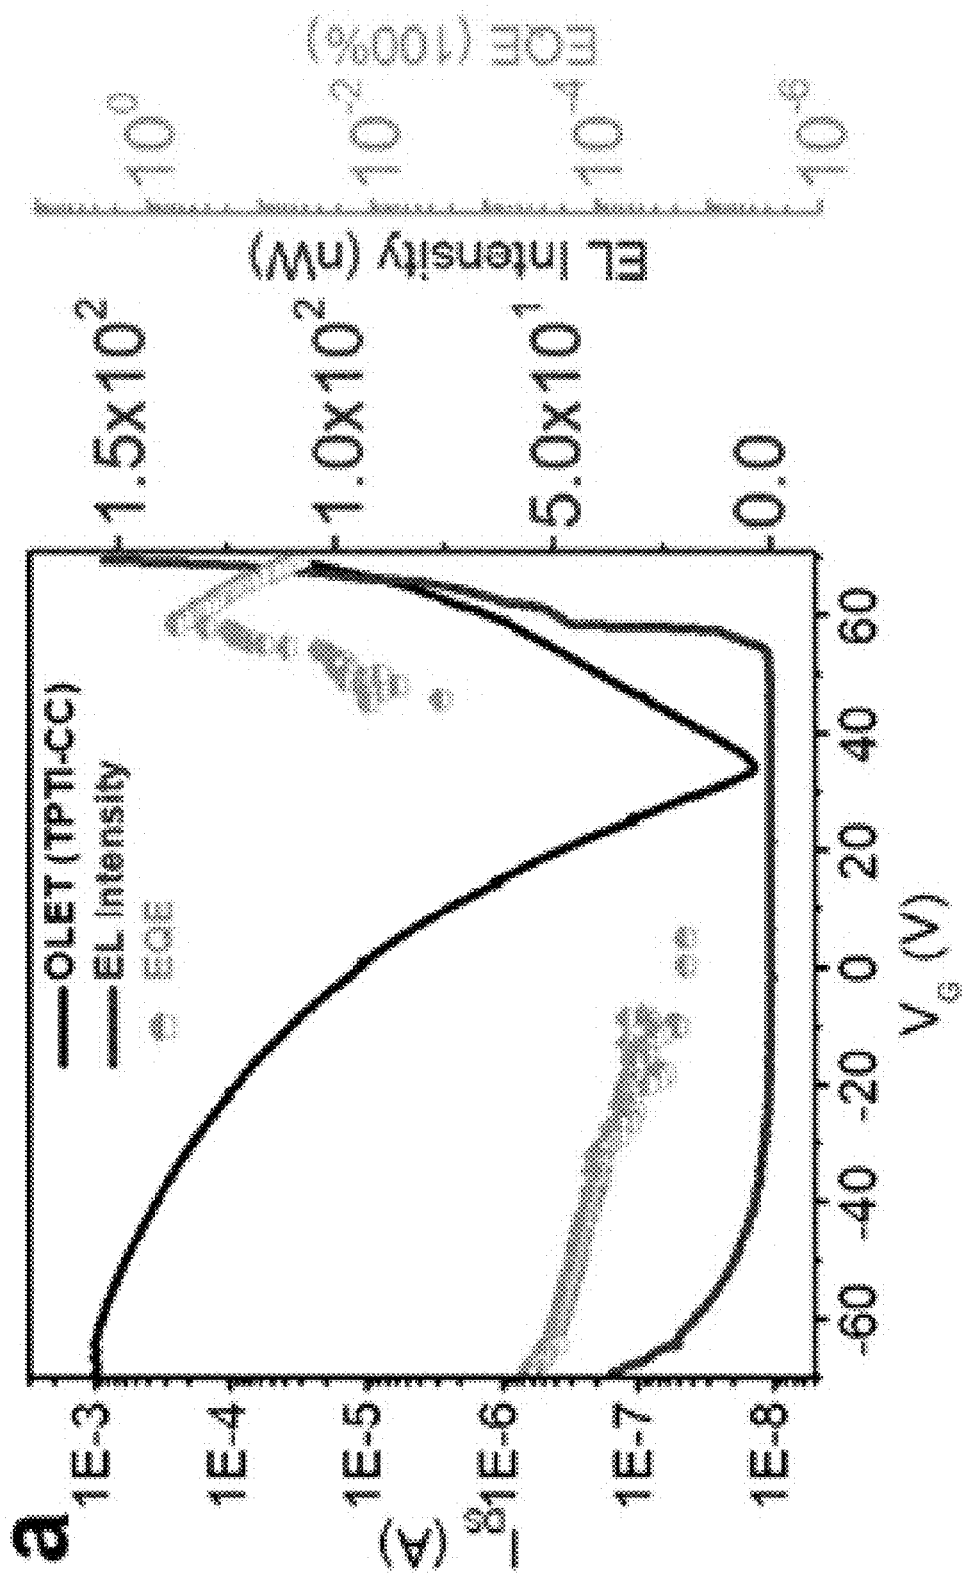 a
OLET (TPTI-CC)
EL Intensity
EQE
1E-3
1E-4
1E-5
1E-6
1E-7
1E-8
I_gs (A)
-60
-40
-20
0
20
40
60
V_G (V)
1.5x10^2
1.0x10^2
5.0x10^1
0.0
EL Intensity (nW)
10^0
10^-2
10^-4
10^-6
EQE (100%)